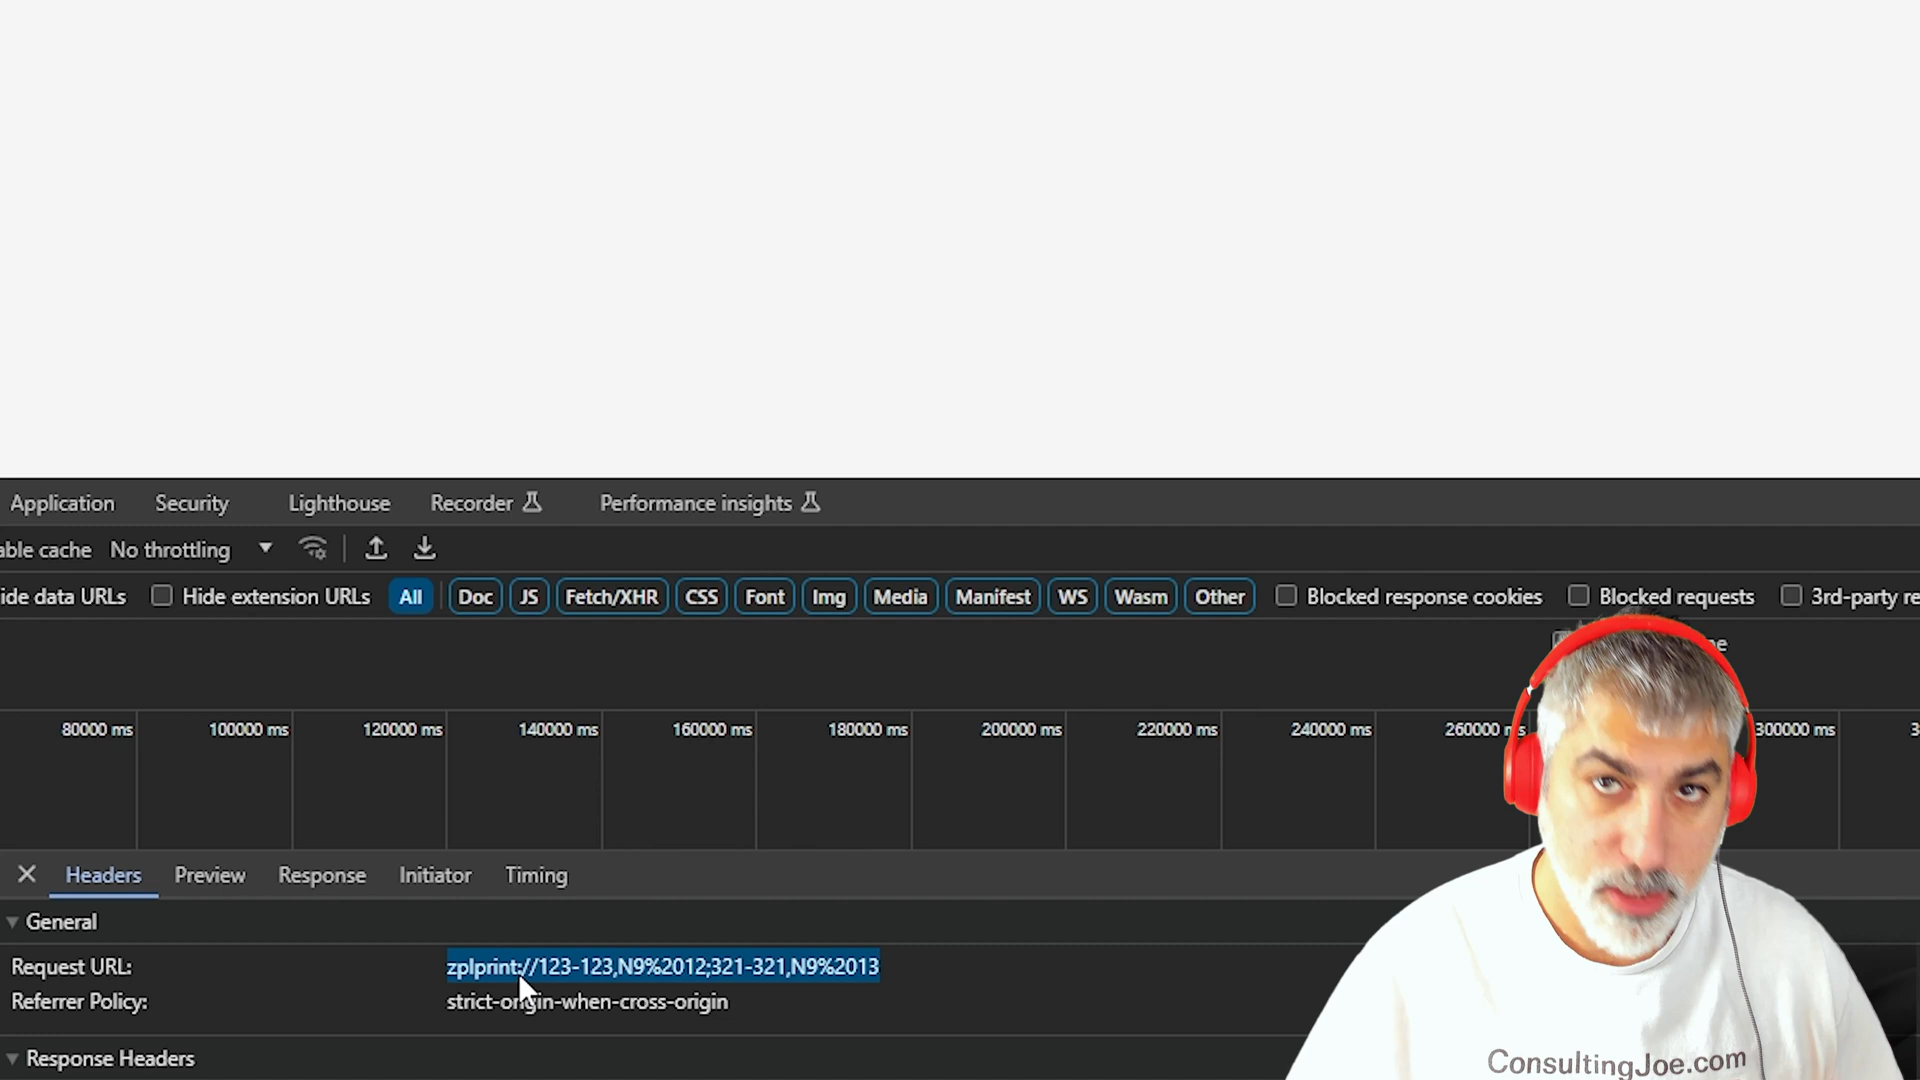 Application Security Lighthouse Recorder Performance insights
able cache No throttling
ide data URLs Hide extension URLs All Doc JS Fetch/XHR CSS Font Img Media Manifest WS Wasm Other Blocked response cookies Blocked requests 3rd-party re
80000 ms 100000 ms 120000 ms 140000 ms 160000 ms 180000 ms 200000 ms 220000 ms 240000 ms 260000 ms 300000 ms 3
Headers Preview Response Initiator Timing
General
Request URL: zplprint://123-123,N9%2012;321-321,N9%2013
Referrer Policy: strict-origin-when-cross-origin
Response Headers
ConsultingJoe.com